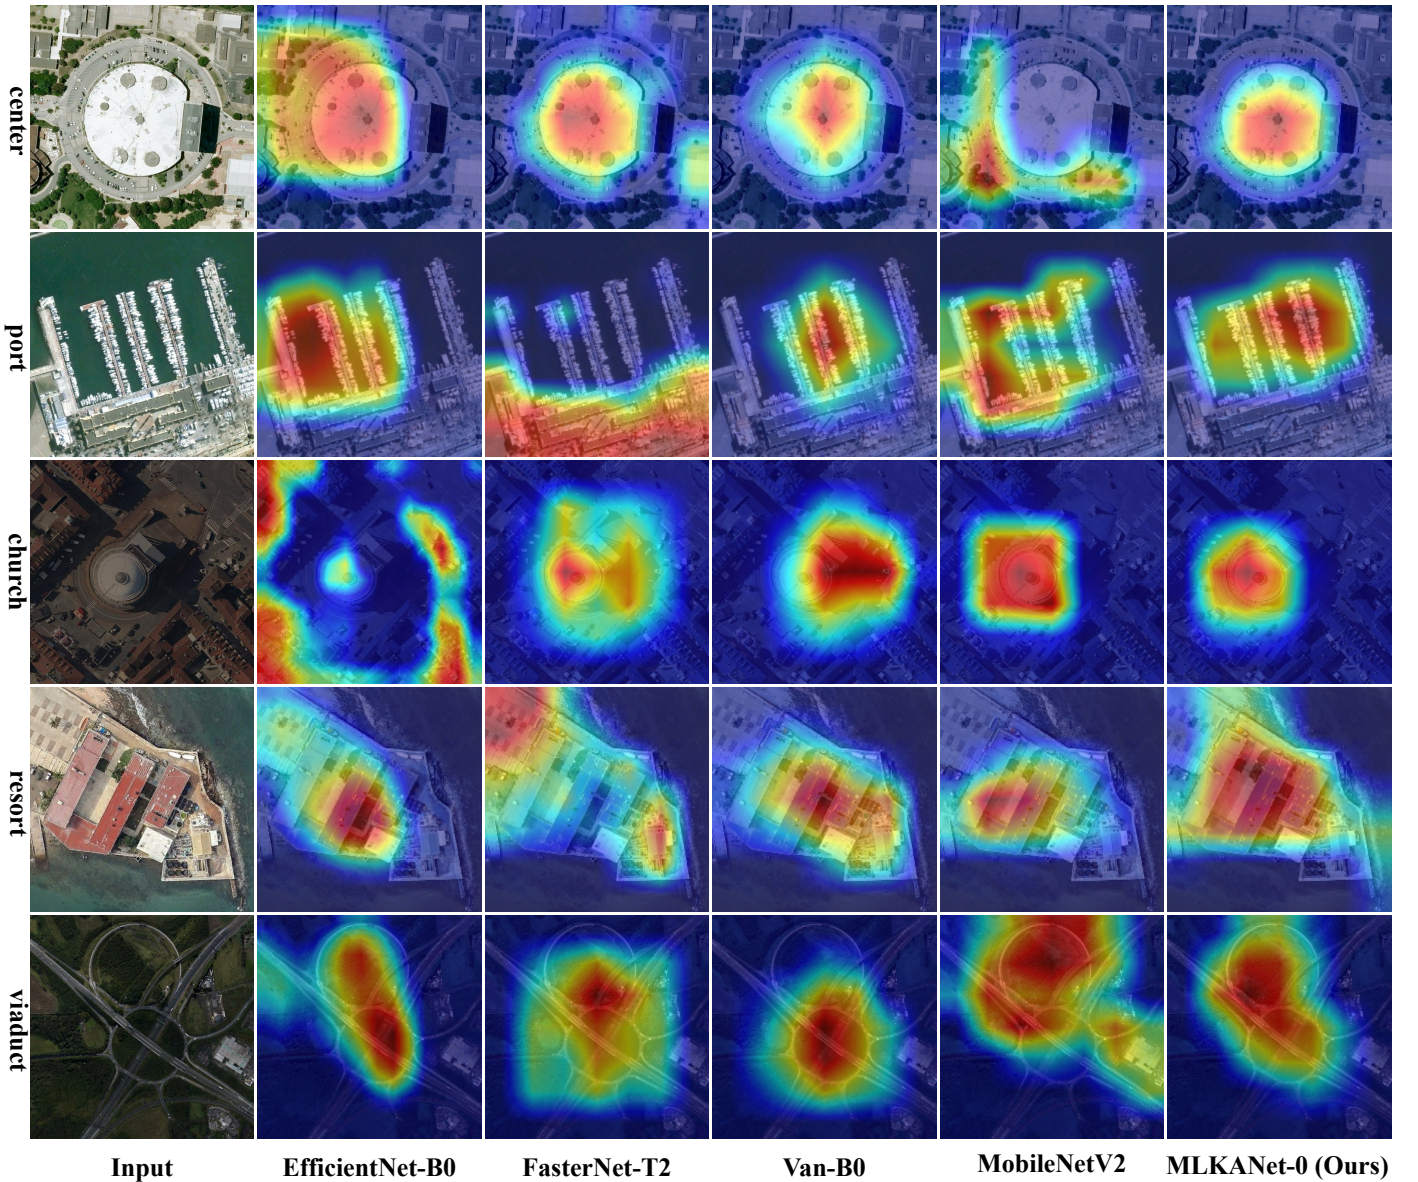 center
port
church
resort
viaduct
Input EfficientNet-B0 FasterNet-T2 Van-B0 MobileNetV2 MLKANet-0 (Ours)